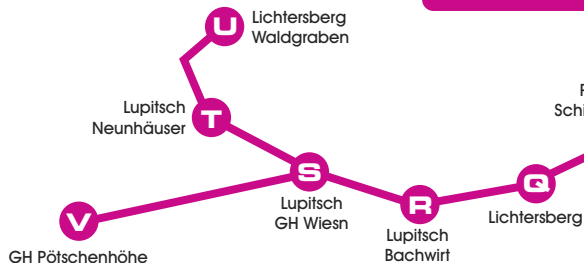 U
Lichtersberg
Waldgraben
Lupitsch
Neunhäuser
T
S
Lupitsch
GH Wiesn
R
Lupitsch
Bachwirt
Q
Lichtersberg
V
GH Pötschenhöhe